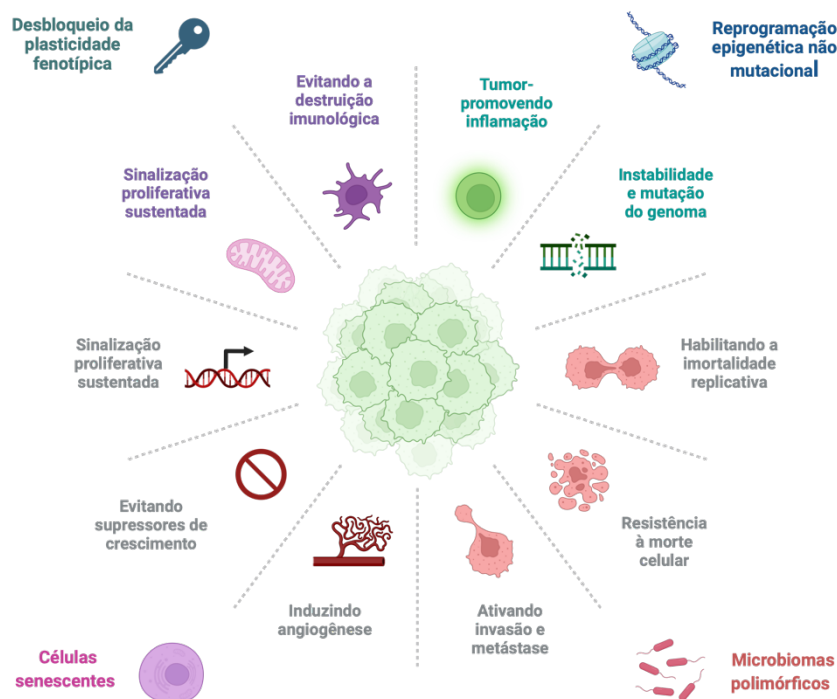 Desbloqueio da
plasticidade
fenotípica
Reprogramação
epigenética não
mutacional
Evitando a
destruição
imunológica
Tumor-
promovendo
inflamação
Sinalização
proliferativa
sustentada
Instabilidade
e mutação
do genoma
Sinalização
proliferativa
sustentada
Habilitando a
imortalidade
replicativa
Evitando
supressores de
crescimento
Resistência
à morte
celular
Induzindo
angiogênese
Ativando
invasão e
metástase
Células
senescentes
Microbiomas
polimórficos